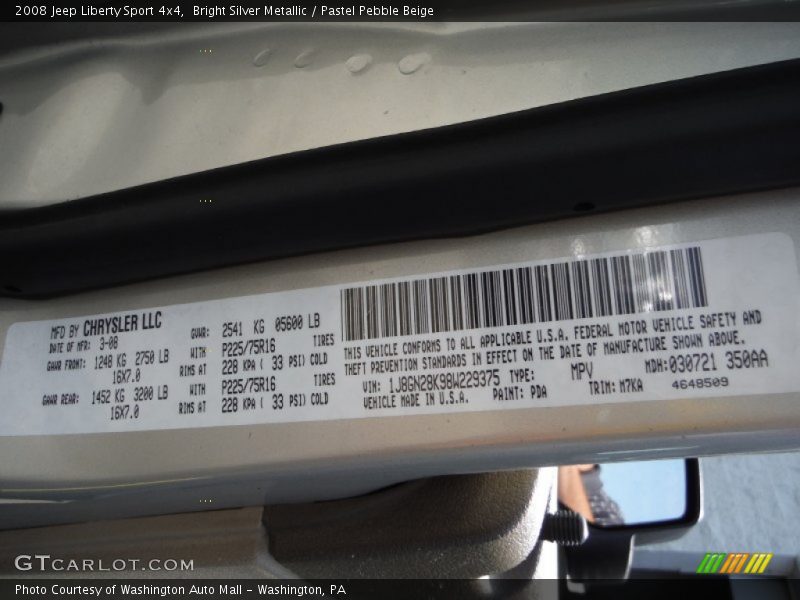 2008 Jeep Liberty Sport 4x4, Bright Silver Metallic / Pastel Pebble Beige
MFD BY CHRYSLER LLC
DATE OF MFR: 3-08
GAWR FRONT: 1248 KG 2750 LB
16X7.0
GAWR REAR: 1452 KG 3200 LB
16X7.0
GVWR: 2541 KG 05600 LB
WITH P225/75R16 TIRES
RIMS AT 228 KPA ( 33 PSI) COLD
WITH P225/75R16 TIRES
RIMS AT 228 KPA ( 33 PSI) COLD
THIS VEHICLE CONFORMS TO ALL APPLICABLE U.S.A. FEDERAL MOTOR VEHICLE SAFETY AND
THEFT PREVENTION STANDARDS IN EFFECT ON THE DATE OF MANUFACTURE SHOWN ABOVE.
VIN: 1J8GN28K98W229375 TYPE: MPV MDH:030721 350AA
VEHICLE MADE IN U.S.A. PAINT: PDA TRIM: M7KA 4648509
GTCARLOT.COM
Photo Courtesy of Washington Auto Mall - Washington, PA